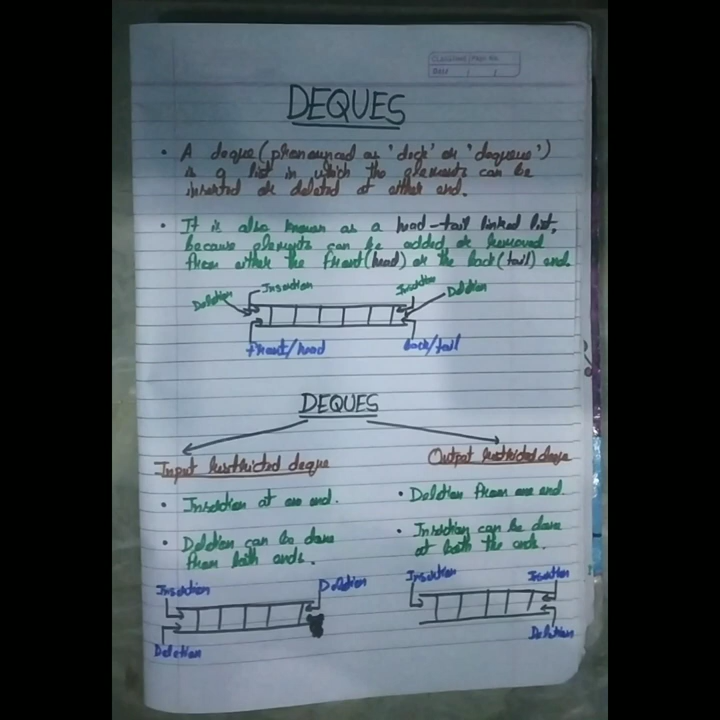 CLASSMATE Page No.
Date / /
DEQUES
• A deque (pronounced as 'deck' or 'dequeue')
is a list in which the elements can be
inserted or deleted at either end.
• It is also known as a head-tail linked list,
because elements can be added or removed
from either the front (head) or the back (tail) end.
Deletion Insertion Insertion Deletion
front/head back/tail
DEQUES
Input restricted deque Output restricted deque
• Insertion at one end. • Deletion from one end.
• Deletion can be done • Insertion can be done
from both ends. at both the ends.
Insertion Deletion Insertion Insertion
Deletion Deletion